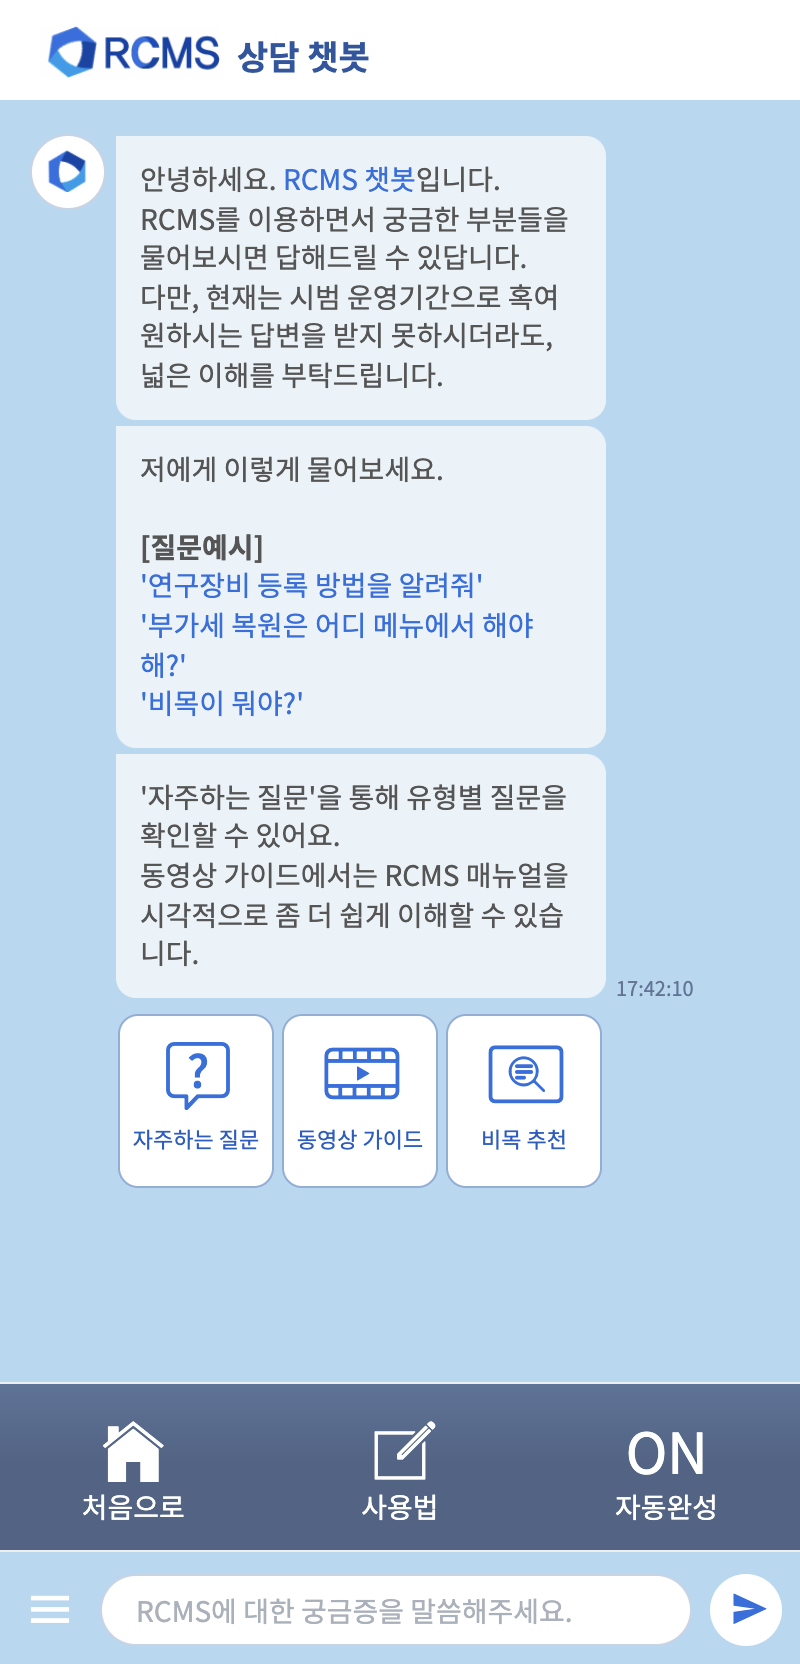 RCMS 상담 챗봇
안녕하세요. RCMS 챗봇입니다.
RCMS를 이용하면서 궁금한 부분들을
물어보시면 답해드릴 수 있답니다.
다만, 현재는 시범 운영기간으로 혹여
원하시는 답변을 받지 못하시더라도,
넓은 이해를 부탁드립니다.
저에게 이렇게 물어보세요.
[질문예시]
'연구장비 등록 방법을 알려줘'
'부가세 복원은 어디 메뉴에서 해야
해?'
'비목이 뭐야?'
'자주하는 질문'을 통해 유형별 질문을
확인할 수 있어요.
동영상 가이드에서는 RCMS 매뉴얼을
시각적으로 좀 더 쉽게 이해할 수 있습
니다.
17:42:10
자주하는 질문 동영상 가이드 비목 추천
ON
처음으로 사용법 자동완성
RCMS에 대한 궁금증을 말씀해주세요.